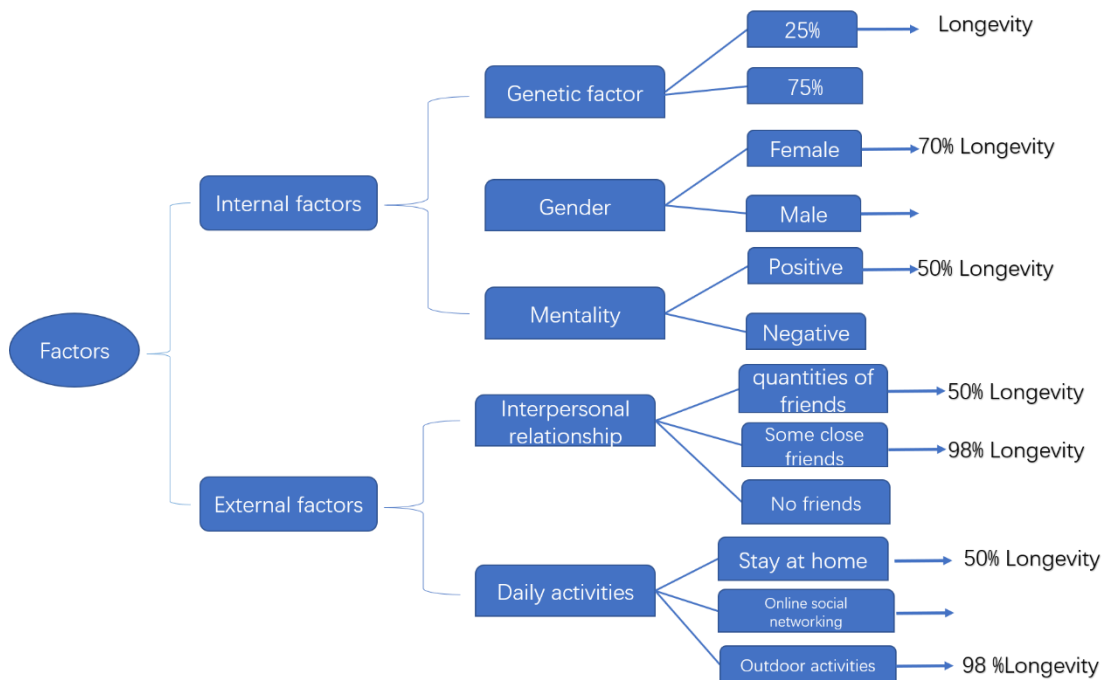 Factors
Internal factors
External factors
Genetic factor
Gender
Mentality
Interpersonal
relationship
Daily activities
25%
Longevity
75%
Female
70% Longevity
Male
Positive
50% Longevity
Negative
quantities of
friends
50% Longevity
Some close
friends
98% Longevity
No friends
Stay at home
50% Longevity
Online social
networking
Outdoor activities
98 %Longevity